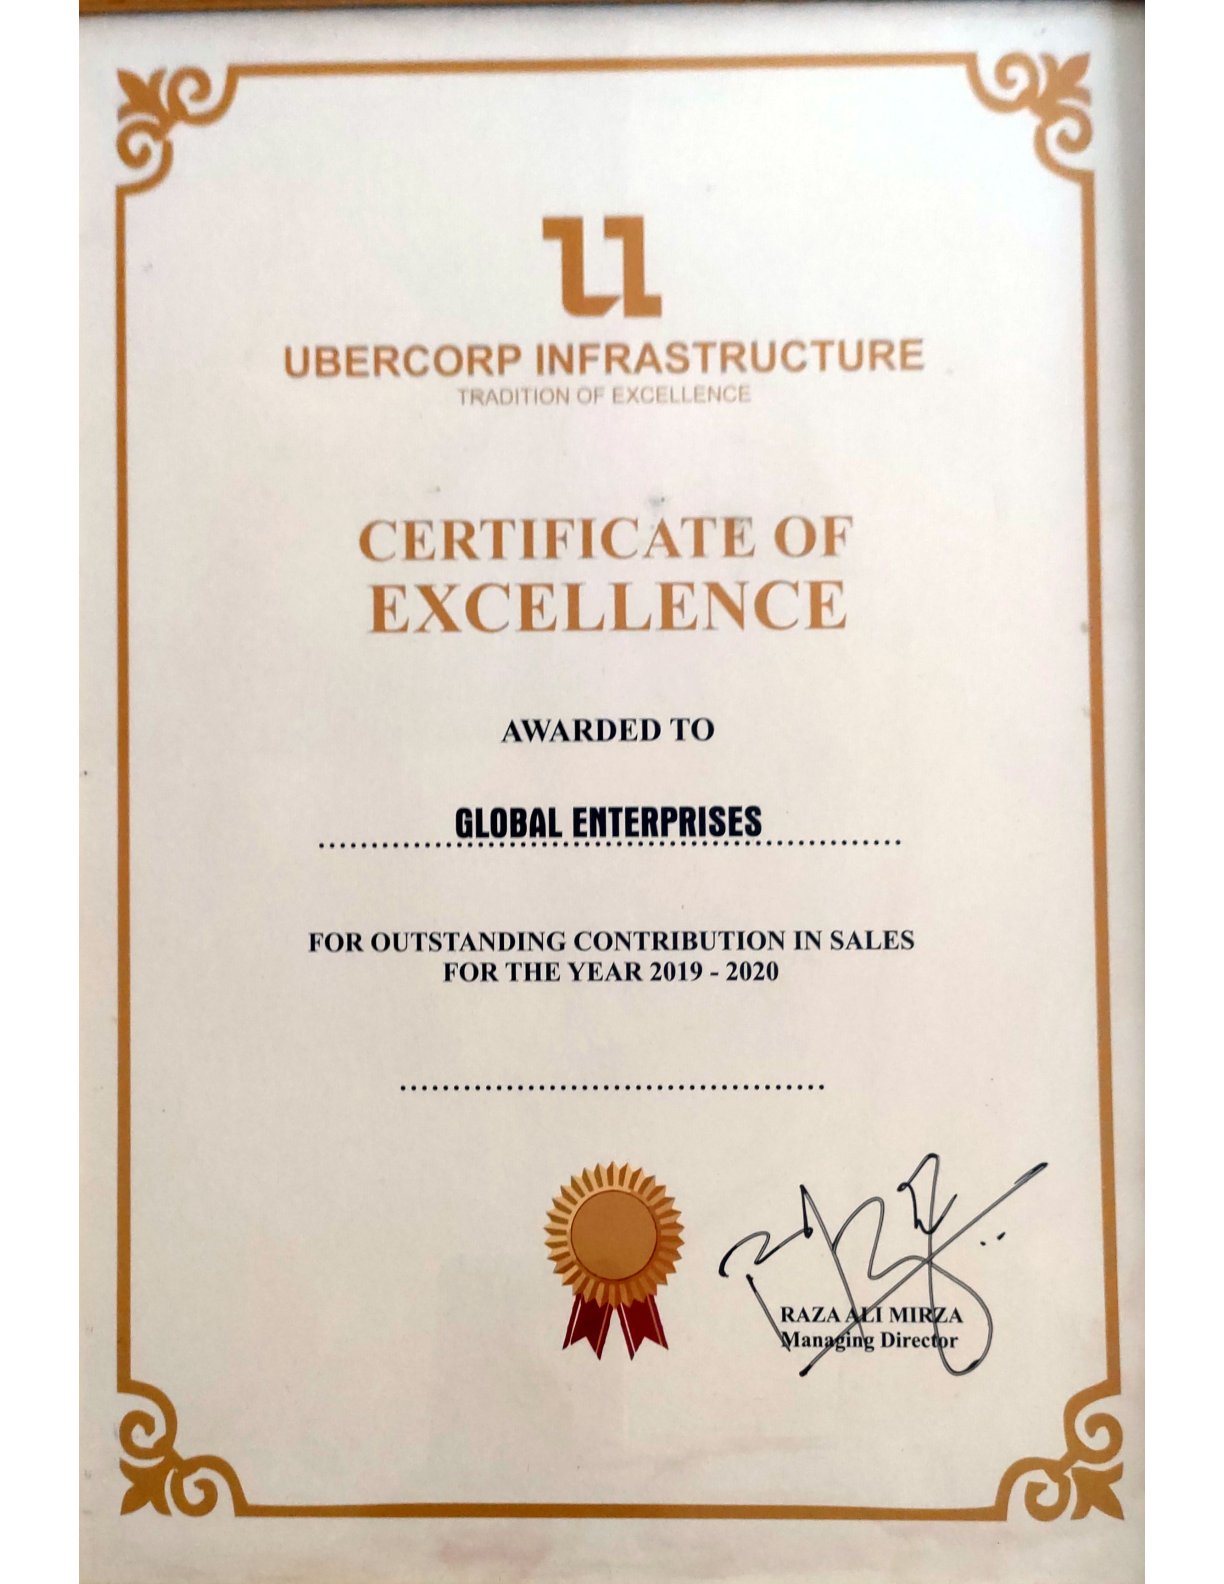 UBERCORP INFRASTRUCTURE
TRADITION OF EXCELLENCE
CERTIFICATE OF
EXCELLENCE
AWARDED TO
GLOBAL ENTERPRISES
FOR OUTSTANDING CONTRIBUTION IN SALES
FOR THE YEAR 2019 - 2020
RAZA ALI MIRZA
Managing Director